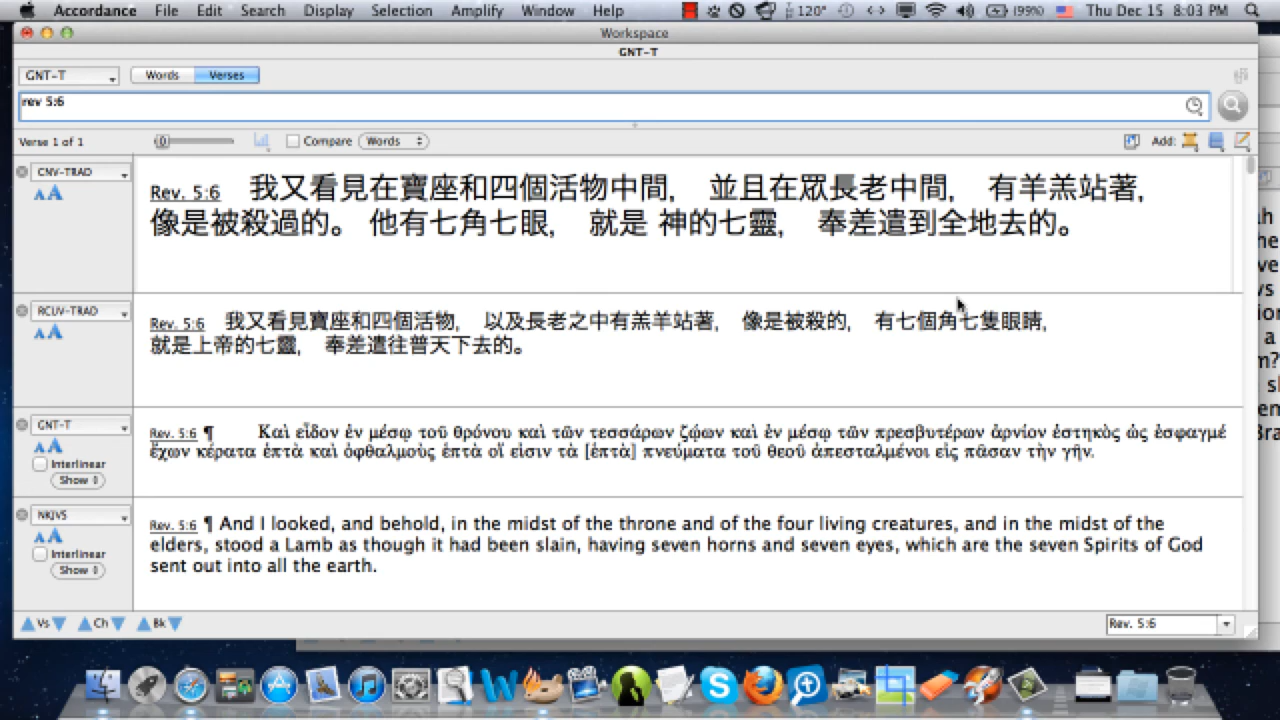 Accordance File Edit Search Display Selection Amplify Window Help 120° (99%) Thu Dec 15 8:03 PM
Workspace
GNT-T
GNT-T Words Verses
rev 5:6
Verse 1 of 1 Compare Words Add:
CNV-TRAD
AA
Rev. 5:6 我又看見在寶座和四個活物中間， 並且在眾長老中間， 有羊羔站著，
像是被殺過的。 他有七角七眼， 就是 神的七靈， 奉差遣到全地去的。
RCUV-TRAD
AA
Rev. 5:6 我又看見寶座和四個活物， 以及長老之中有羔羊站著， 像是被殺的， 有七個角七隻眼睛，
就是上帝的七靈， 奉差遣往普天下去的。
GNT-T
AA
Interlinear
Show
Rev. 5:6 ¶ Καὶ εἶδον ἐν μέσῳ τοῦ θρόνου καὶ τῶν τεσσάρων ζῴων καὶ ἐν μέσῳ τῶν πρεσβυτέρων ἀρνίον ἑστηκὸς ὡς ἐσφαγμέ
ἔχων κέρατα ἑπτὰ καὶ ὀφθαλμοὺς ἑπτὰ οἵ εἰσιν τὰ [ἑπτὰ] πνεύματα τοῦ θεοῦ ἀπεσταλμένοι εἰς πᾶσαν τὴν γῆν.
NKJVS
AA
Interlinear
Show
Rev. 5:6 ¶ And I looked, and behold, in the midst of the throne and of the four living creatures, and in the midst of the
elders, stood a Lamb as though it had been slain, having seven horns and seven eyes, which are the seven Spirits of God
sent out into all the earth.
Vs Ch Bk Rev. 5:6